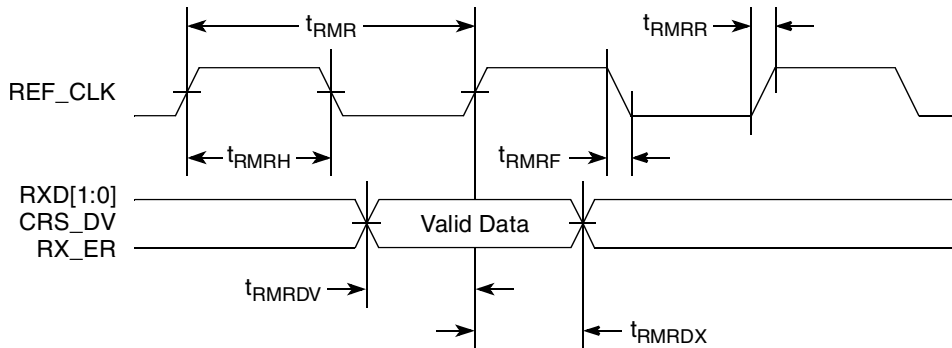 tRMR
tRMRR
REF_CLK
tRMRH
tRMRF
RXD[1:0]
CRS_DV
RX_ER
Valid Data
tRMRDV
tRMRDX